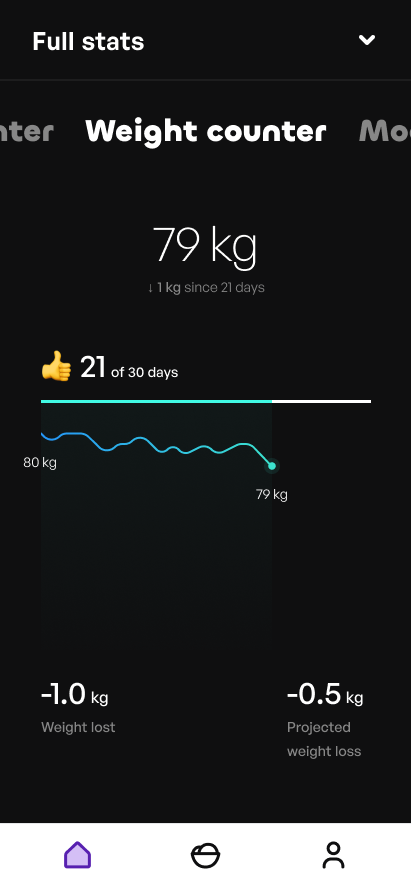 Full stats
nter Weight counter Mo
79 kg
↓ 1 kg since 21 days
👍 21 of 30 days
80 kg
79 kg
-1.0 kg
Weight lost
-0.5 kg
Projected
weight loss